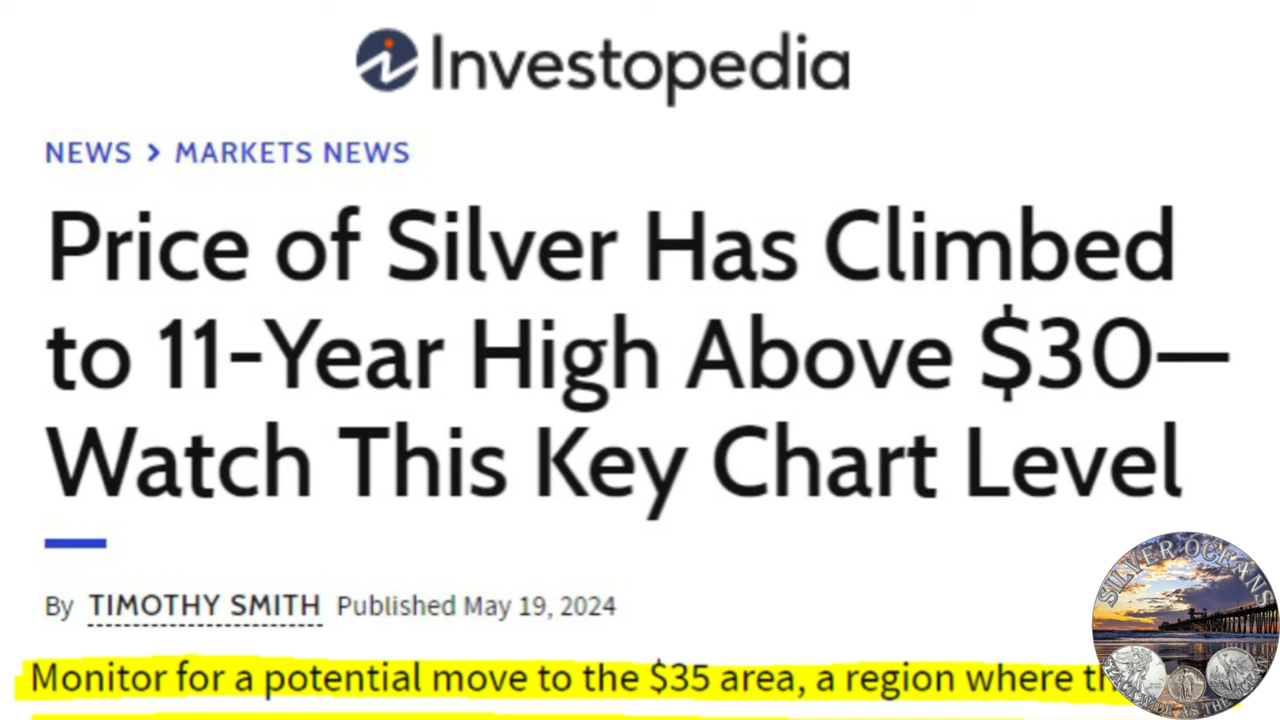 Investopedia
NEWS > MARKETS NEWS
Price of Silver Has Climbed
to 11-Year High Above $30—
Watch This Key Chart Level
By TIMOTHY SMITH Published May 19, 2024
Monitor for a potential move to the $35 area, a region where
SILVER OCEANS